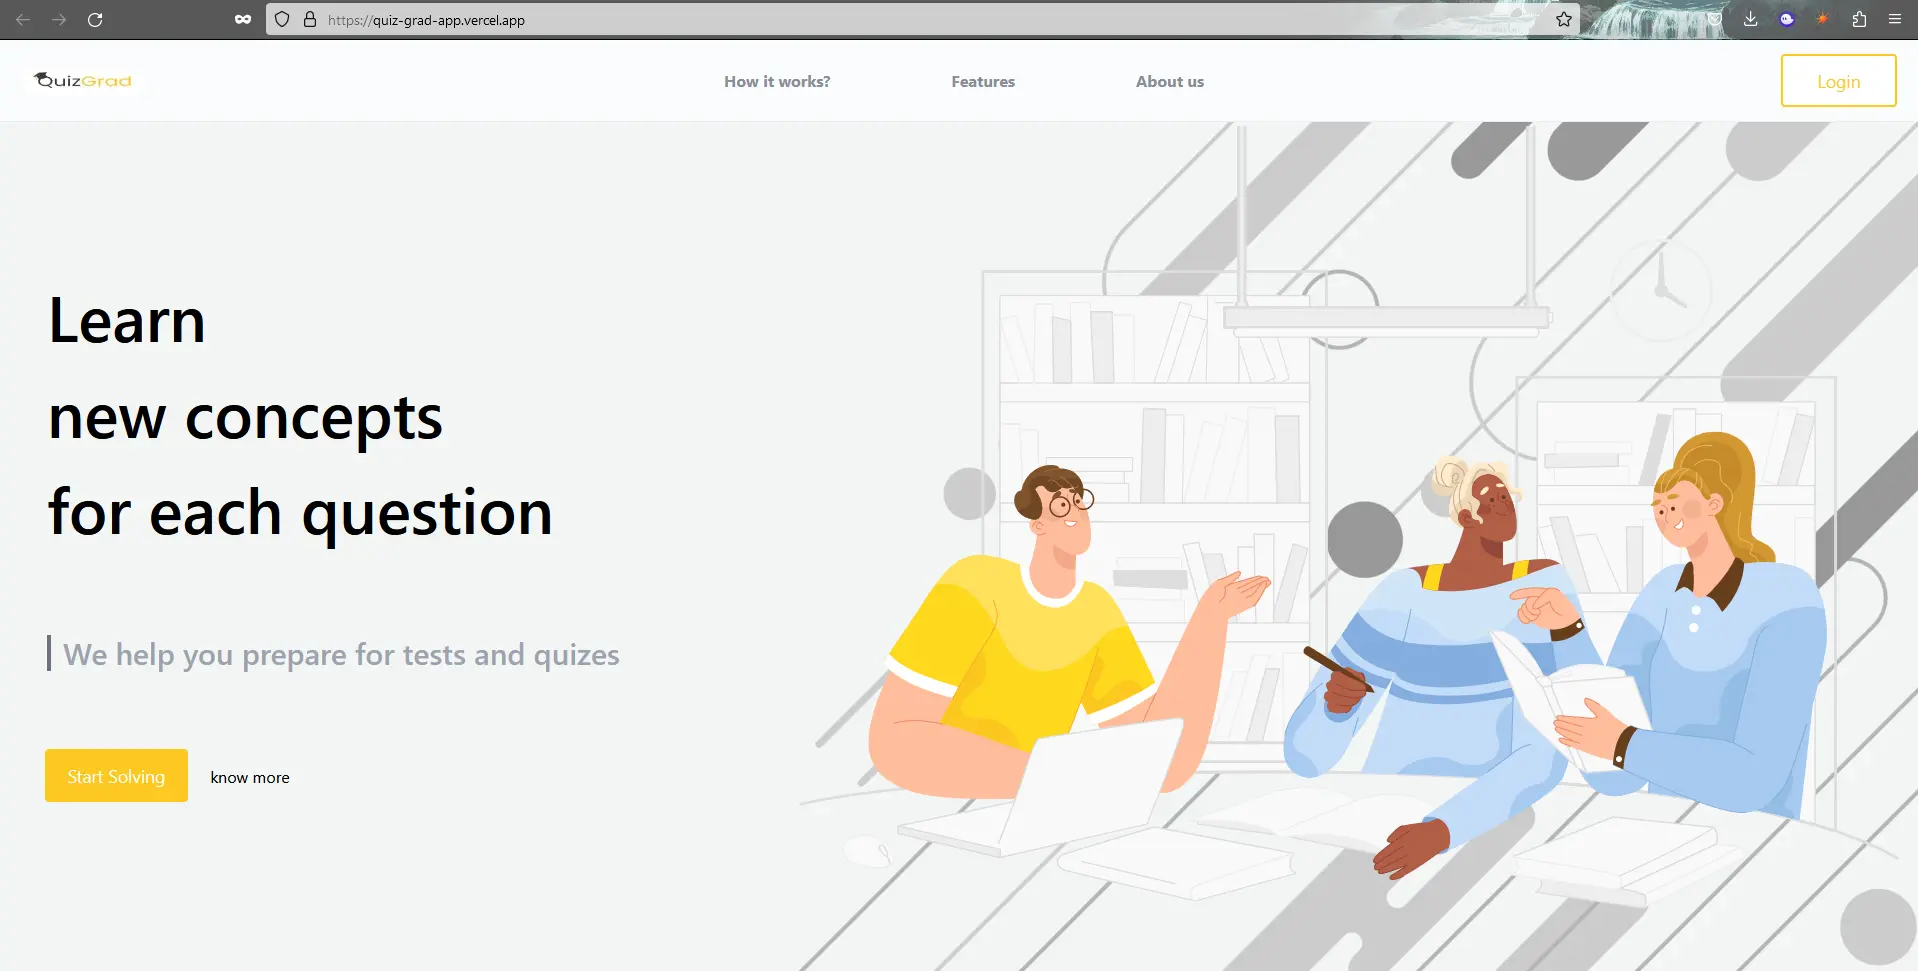 https://quiz-grad-app.vercel.app
QuizGrad
How it works?
Features
About us
Login
Learn
new concepts
for each question
We help you prepare for tests and quizes
Start Solving
know more